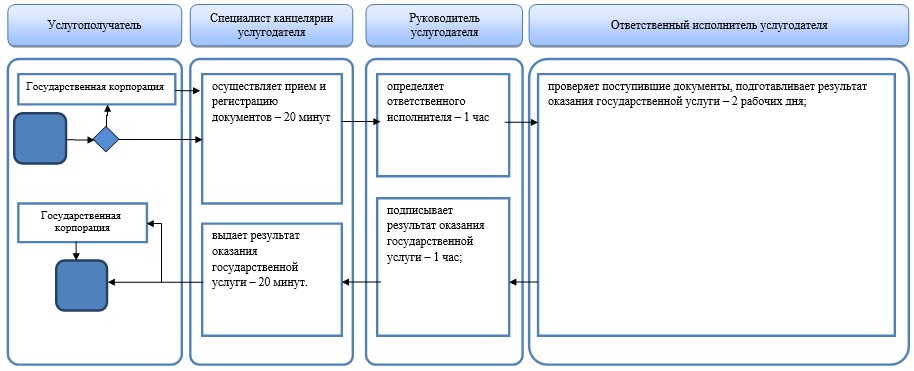 Услугополучатель
Специалист канцелярии
услугодателя
Руководитель
услугодателя
Ответственный исполнитель услугодателя
Государственная корпорация
осуществляет прием и
регистрацию
документов – 20 минут
определяет
ответственного
исполнителя – 1 час
проверяет поступившие документы, подготавливает результат
оказания государственной услуги – 2 рабочих дня;
Государственная
корпорация
выдает результат
оказания
государственной
услуги – 20 минут.
подписывает
результат оказания
государственной
услуги – 1 час;